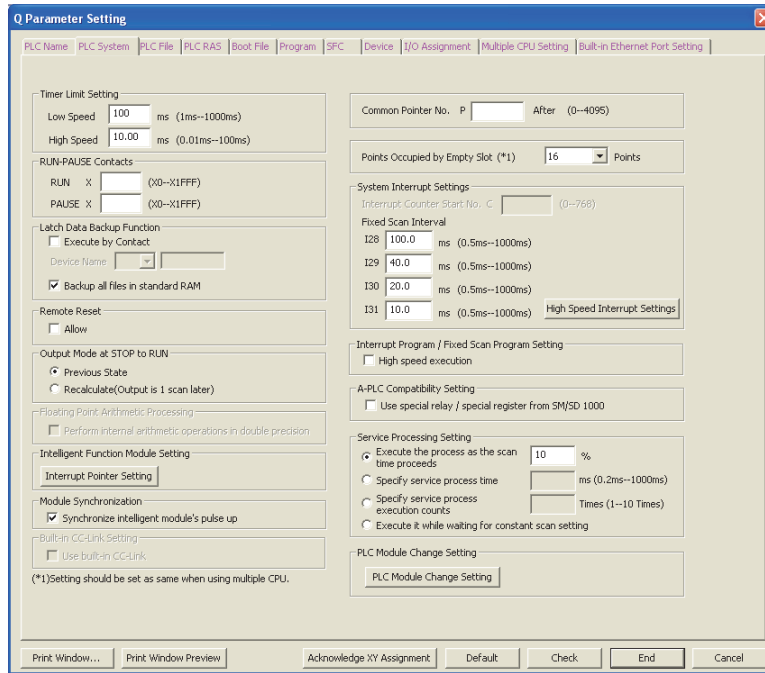 Q Parameter Setting
PLC Name PLC System PLC File PLC RAS Boot File Program SFC Device I/O Assignment Multiple CPU Setting Built-in Ethernet Port Setting
Timer Limit Setting
Low Speed 100 ms (1ms--1000ms)
High Speed 10.00 ms (0.01ms--100ms)
RUN-PAUSE Contacts
RUN X (X0--X1FFF)
PAUSE X (X0--X1FFF)
Latch Data Backup Function
Execute by Contact
Device Name
Backup all files in standard RAM
Remote Reset
Allow
Output Mode at STOP to RUN
Previous State
Recalculate(Output is 1 scan later)
Floating Point Arithmetic Processing
Perform internal arithmetic operations in double precision
Intelligent Function Module Setting
Interrupt Pointer Setting
Module Synchronization
Synchronize intelligent module's pulse up
Built-in CC-Link Setting
Use built-in CC-Link
(*1)Setting should be set as same when using multiple CPU.
Common Pointer No. P After (0--4095)
Points Occupied by Empty Slot (*1) 16 Points
System Interrupt Settings
Interrupt Counter Start No. C (0--768)
Fixed Scan Interval
I28 100.0 ms (0.5ms--1000ms)
I29 40.0 ms (0.5ms--1000ms)
I30 20.0 ms (0.5ms--1000ms)
I31 10.0 ms (0.5ms--1000ms) High Speed Interrupt Settings
Interrupt Program / Fixed Scan Program Setting
High speed execution
A-PLC Compatibility Setting
Use special relay / special register from SM/SD 1000
Service Processing Setting
Execute the process as the scan
time proceeds 10 %
Specify service process time ms (0.2ms--1000ms)
Specify service process
execution counts Times (1--10 Times)
Execute it while waiting for constant scan setting
PLC Module Change Setting
PLC Module Change Setting
Print Window... Print Window Preview Acknowledge XY Assignment Default Check End Cancel